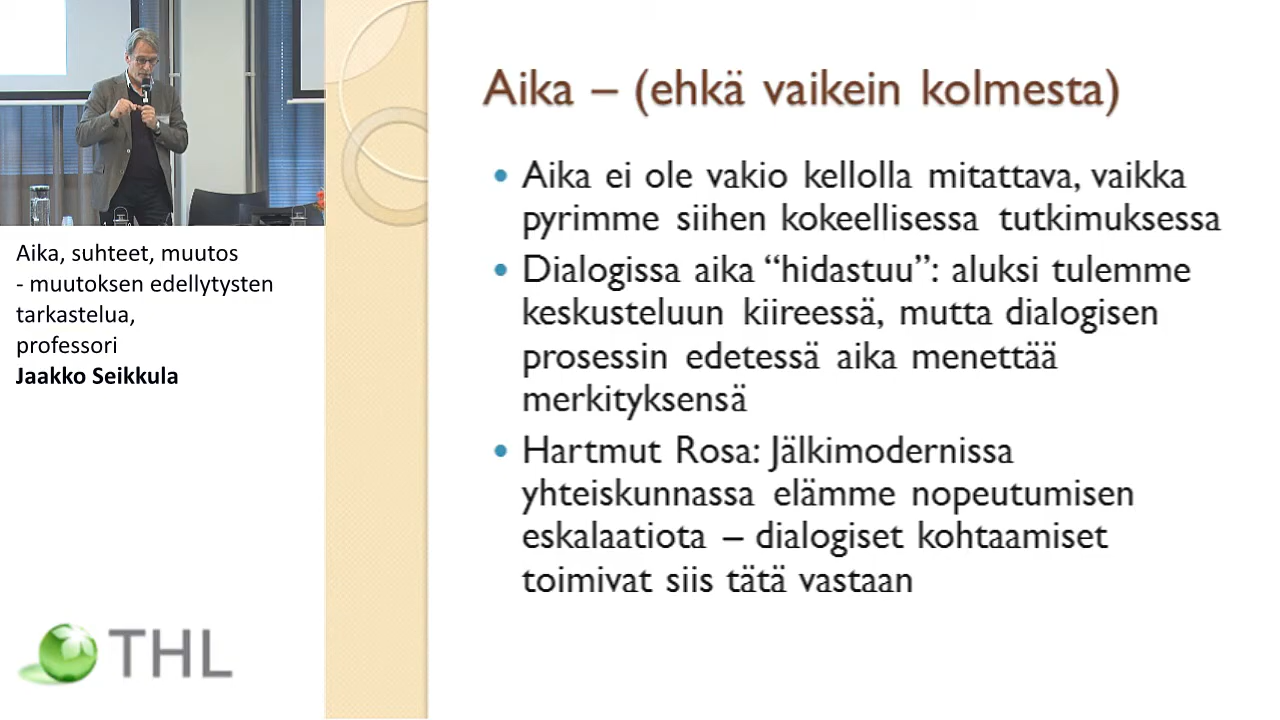 Aika, suhteet, muutos
- muutoksen edellytysten
tarkastelua,
professori
Jaakko Seikkula
THL
Aika – (ehkä vaikein kolmesta)
• Aika ei ole vakio kellolla mitattava, vaikka
pyrimme siihen kokeellisessa tutkimuksessa
• Dialogissa aika “hidastuu”: aluksi tulemme
keskusteluun kiireessä, mutta dialogisen
prosessin edetessä aika menettää
merkityksensä
• Hartmut Rosa: Jälkimodernissa
yhteiskunnassa elämme nopeutumisen
eskalaatiota – dialogiset kohtaamiset
toimivat siis tätä vastaan